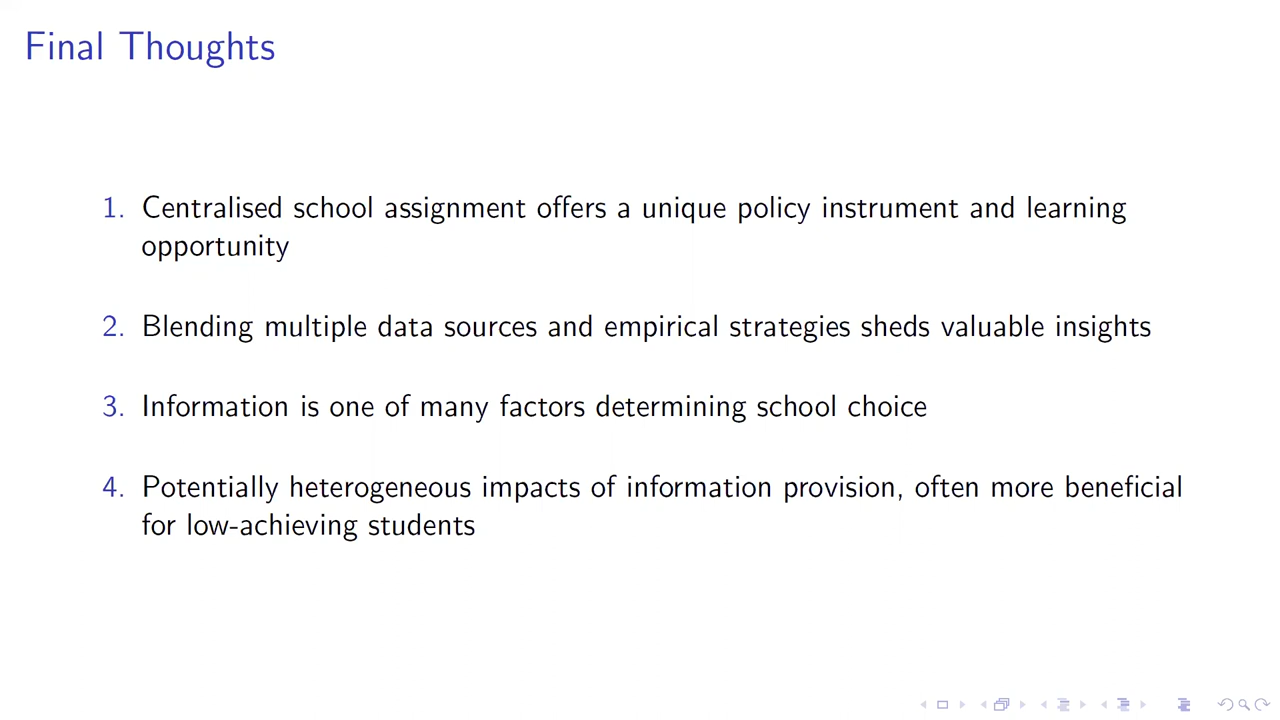 Final Thoughts
1. Centralised school assignment offers a unique policy instrument and learning
opportunity
2. Blending multiple data sources and empirical strategies sheds valuable insights
3. Information is one of many factors determining school choice
4. Potentially heterogeneous impacts of information provision, often more beneficial
for low-achieving students